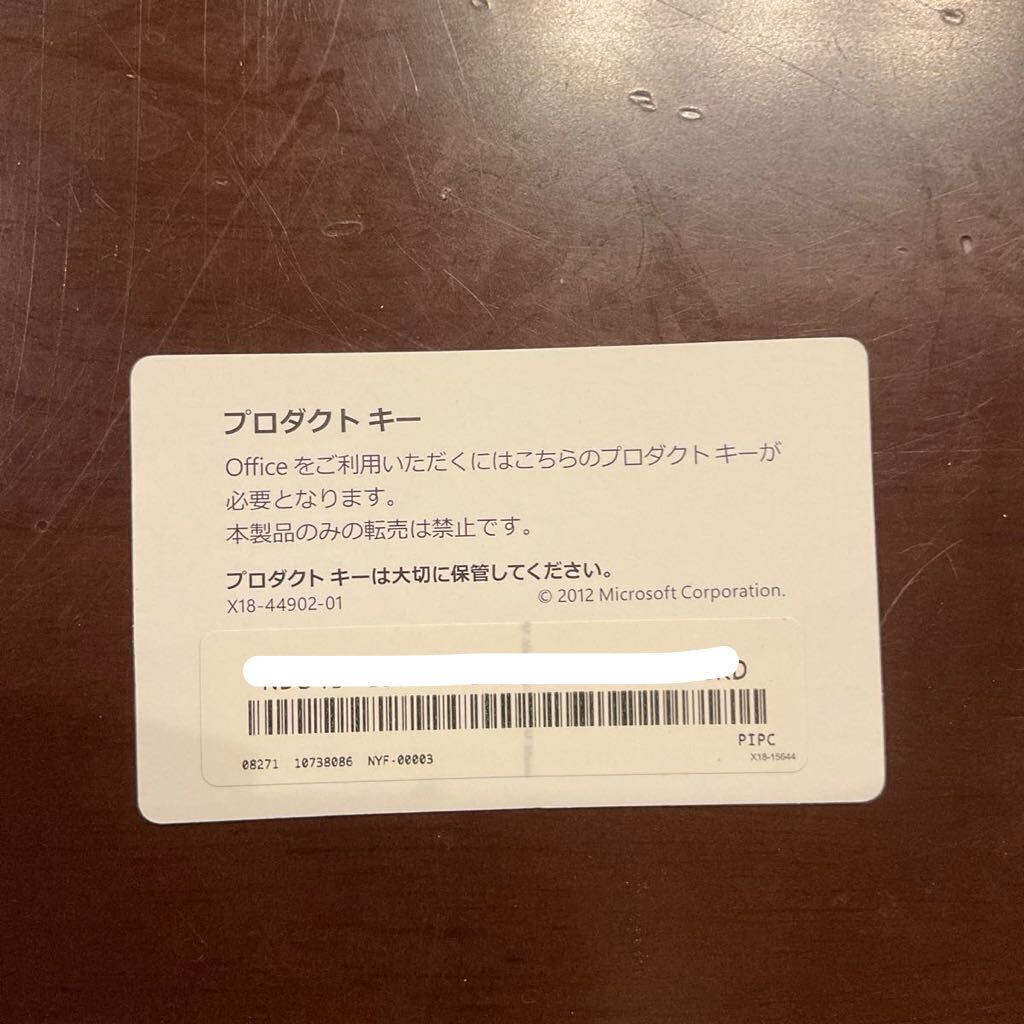 プロダクト キー
Office をご利用いただくにはこちらのプロダクト キーが
必要となります。
本製品のみの転売は禁止です。
プロダクト キーは大切に保管してください。
X18-44902-01 © 2012 Microsoft Corporation.
PIPC
08271 10738086 NYF-00003 X18-15644